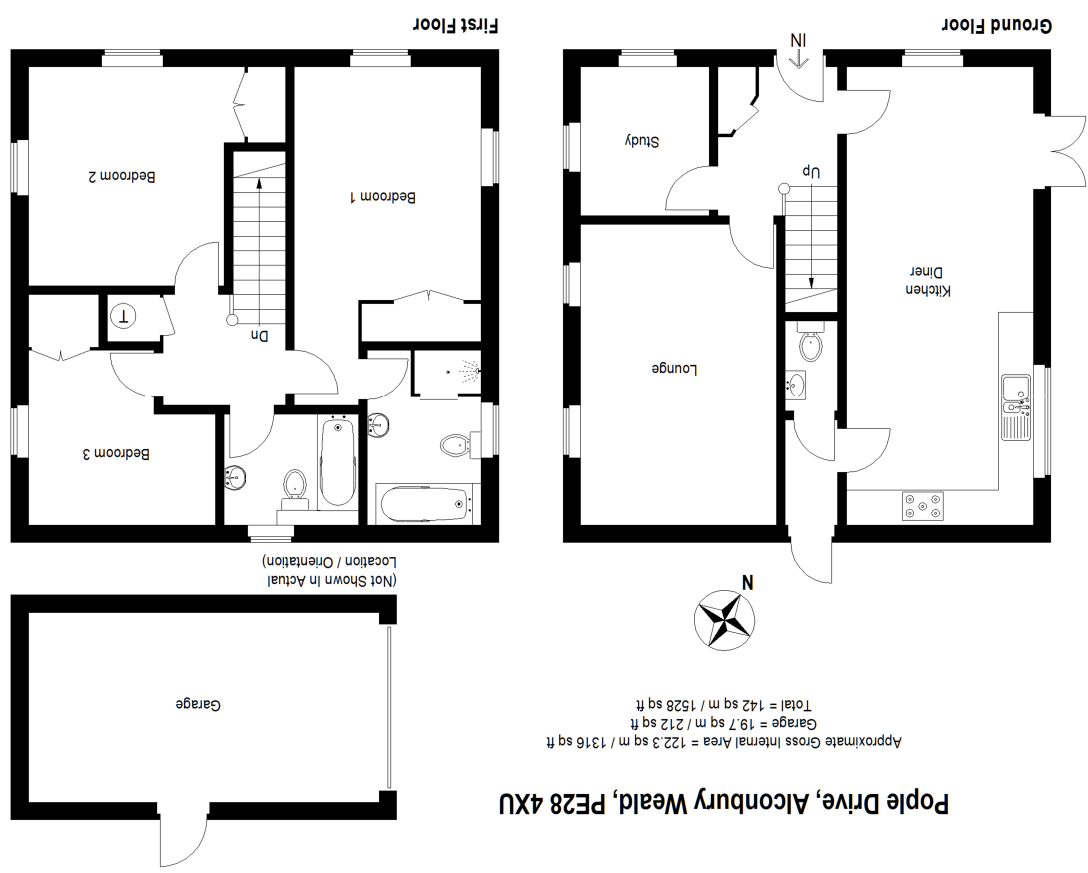 Pople Drive, Alconbury Weald, PE28 4XU
Approximate Gross Internal Area = 122.3 sq m / 1316 sq ft
Garage = 19.7 sq m / 212 sq ft
Total = 142 sq m / 1528 sq ft
N
Garage
(Not Shown In Actual
Location / Orientation)
Lounge
Kitchen
Diner
Up
Study
IN
Ground Floor
Bedroom 3
Dn
T
Bedroom 1
Bedroom 2
First Floor